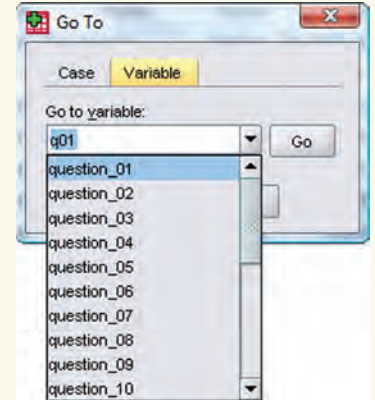 Go To
Case Variable
Go to variable:
q01 Go
question_01
question_02
question_03
question_04
question_05
question_06
question_07
question_08
question_09
question_10